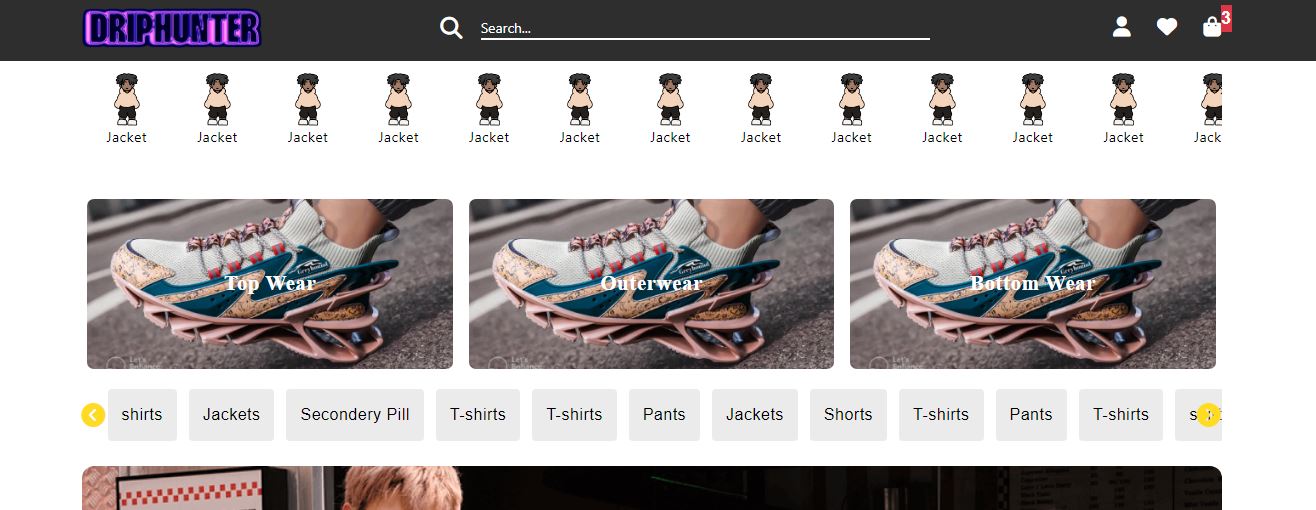 DRIPHUNTER
Search...
3
Jacket Jacket Jacket Jacket Jacket Jacket Jacket Jacket Jacket Jacket Jacket Jacket Jack
Top Wear Outerwear Bottom Wear
shirts Jackets Secondery Pill T-shirts T-shirts Pants Jackets Shorts T-shirts Pants T-shirts